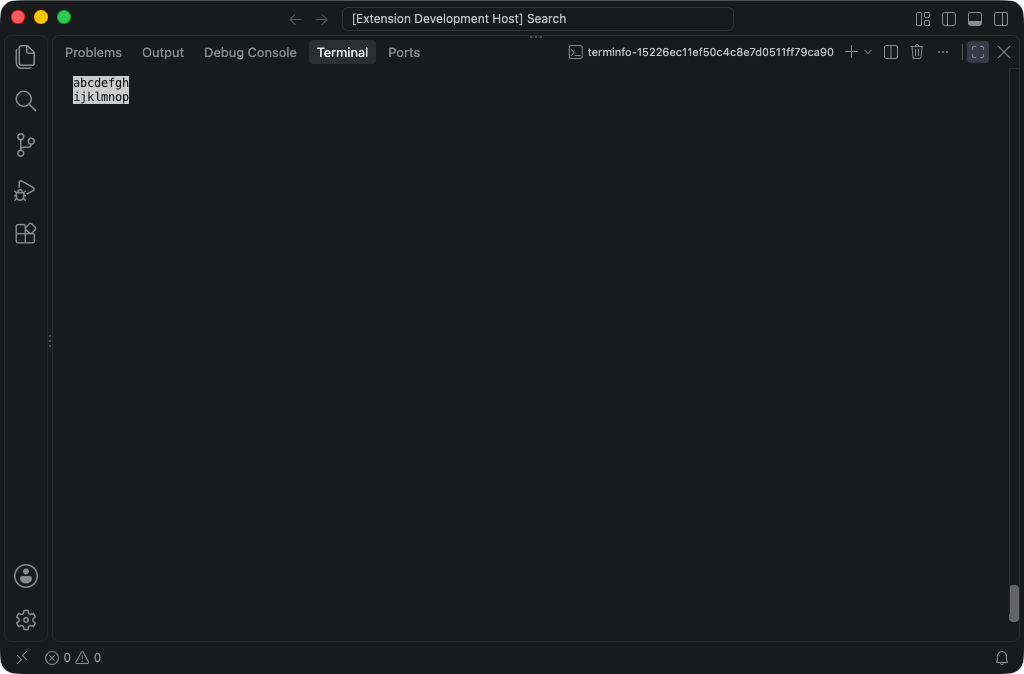 [Extension Development Host] Search
Problems Output Debug Console Terminal Ports terminfo-15226ec11ef50c4c8e7d0511ff79ca90
abcdefgh
ijklmnop
0 0